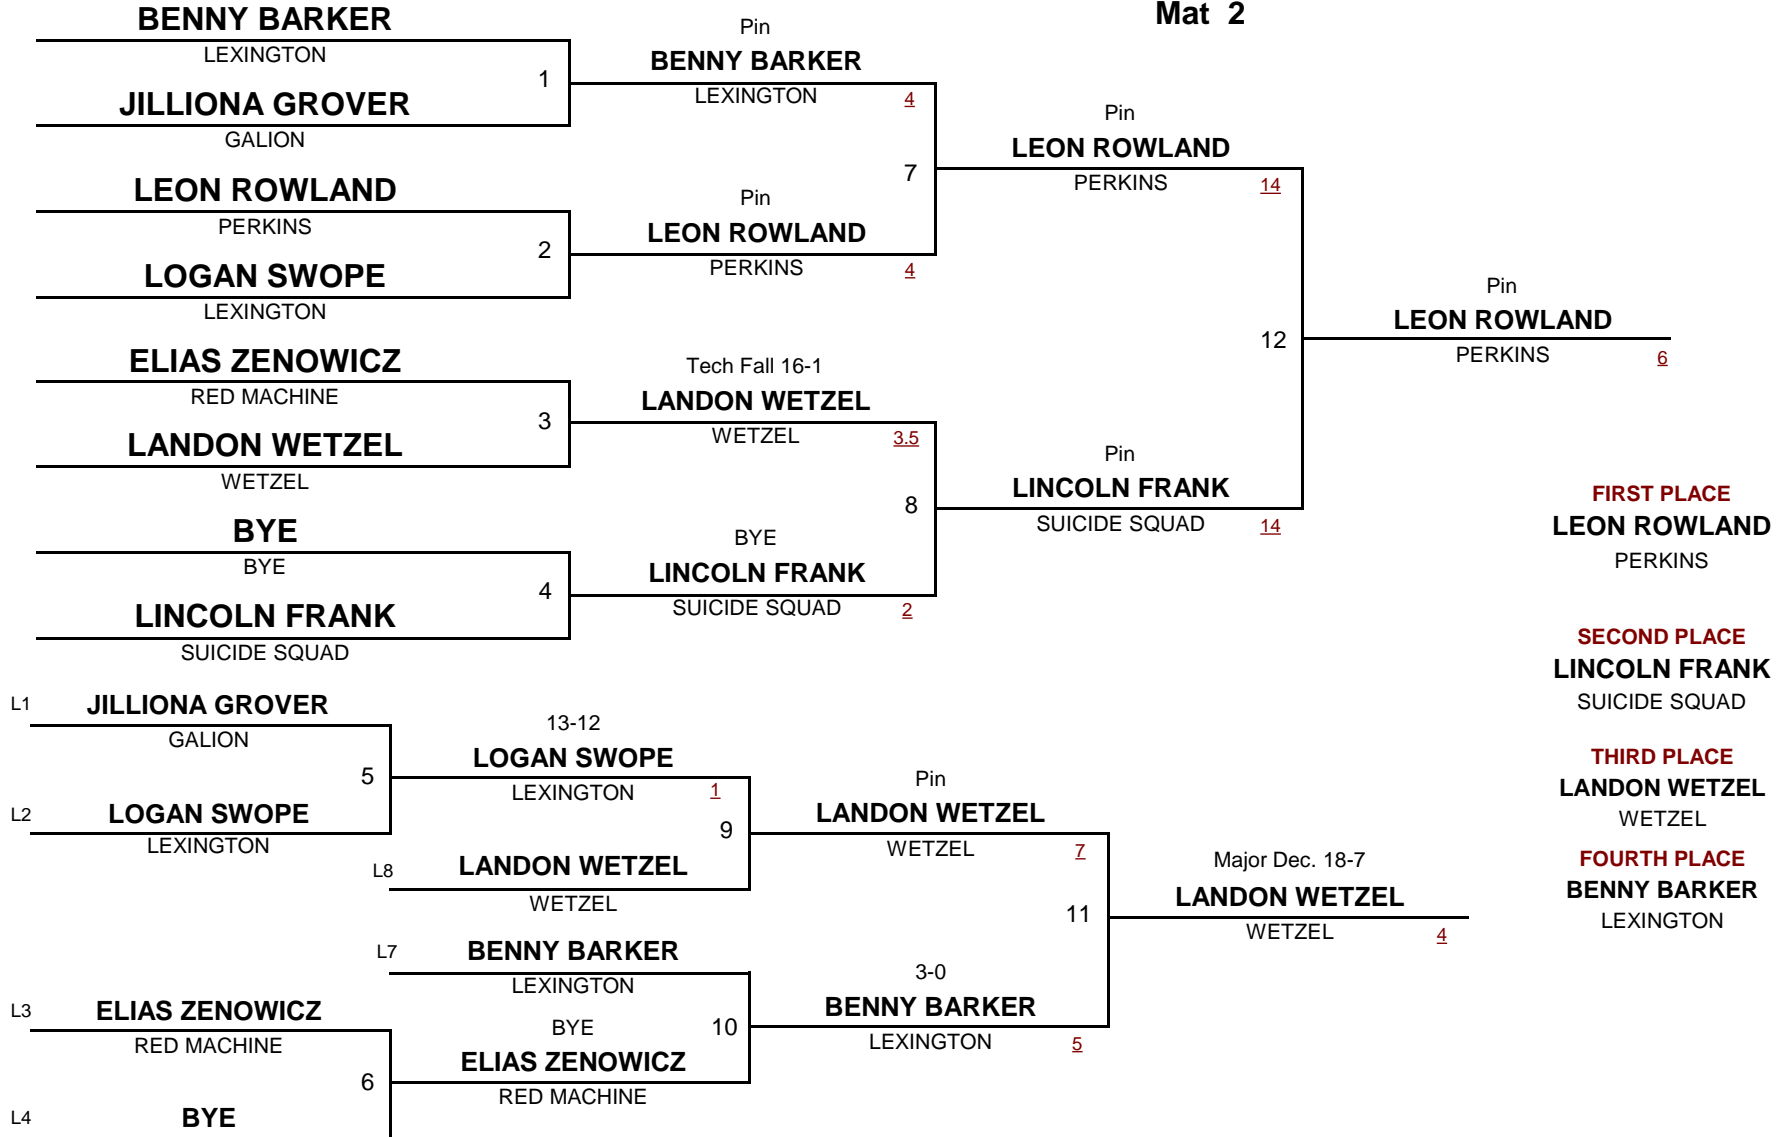 Mat 2
BENNY BARKER
LEXINGTON
1
JILLIONA GROVER
GALION
LEON ROWLAND
PERKINS
2
LOGAN SWOPE
LEXINGTON
ELIAS ZENOWICZ
RED MACHINE
3
LANDON WETZEL
WETZEL
BYE
BYE
4
LINCOLN FRANK
SUICIDE SQUAD
Pin
BENNY BARKER
LEXINGTON 4
7
Pin
LEON ROWLAND
PERKINS 4
Tech Fall 16-1
LANDON WETZEL
WETZEL 3.5
8
BYE
LINCOLN FRANK
SUICIDE SQUAD 2
Pin
LEON ROWLAND
PERKINS 14
12
Pin
LINCOLN FRANK
SUICIDE SQUAD 14
Pin
LEON ROWLAND
PERKINS 6
L1 JILLIONA GROVER
GALION
5
L2 LOGAN SWOPE
LEXINGTON
L3 ELIAS ZENOWICZ
RED MACHINE
6
L4 BYE
13-12
LOGAN SWOPE
LEXINGTON 1
9
L8 LANDON WETZEL
WETZEL
L7 BENNY BARKER
LEXINGTON
10
BYE
ELIAS ZENOWICZ
RED MACHINE
Pin
LANDON WETZEL
WETZEL 7
11
3-0
BENNY BARKER
LEXINGTON 5
Major Dec. 18-7
LANDON WETZEL
WETZEL 4
FIRST PLACE
LEON ROWLAND
PERKINS
SECOND PLACE
LINCOLN FRANK
SUICIDE SQUAD
THIRD PLACE
LANDON WETZEL
WETZEL
FOURTH PLACE
BENNY BARKER
LEXINGTON